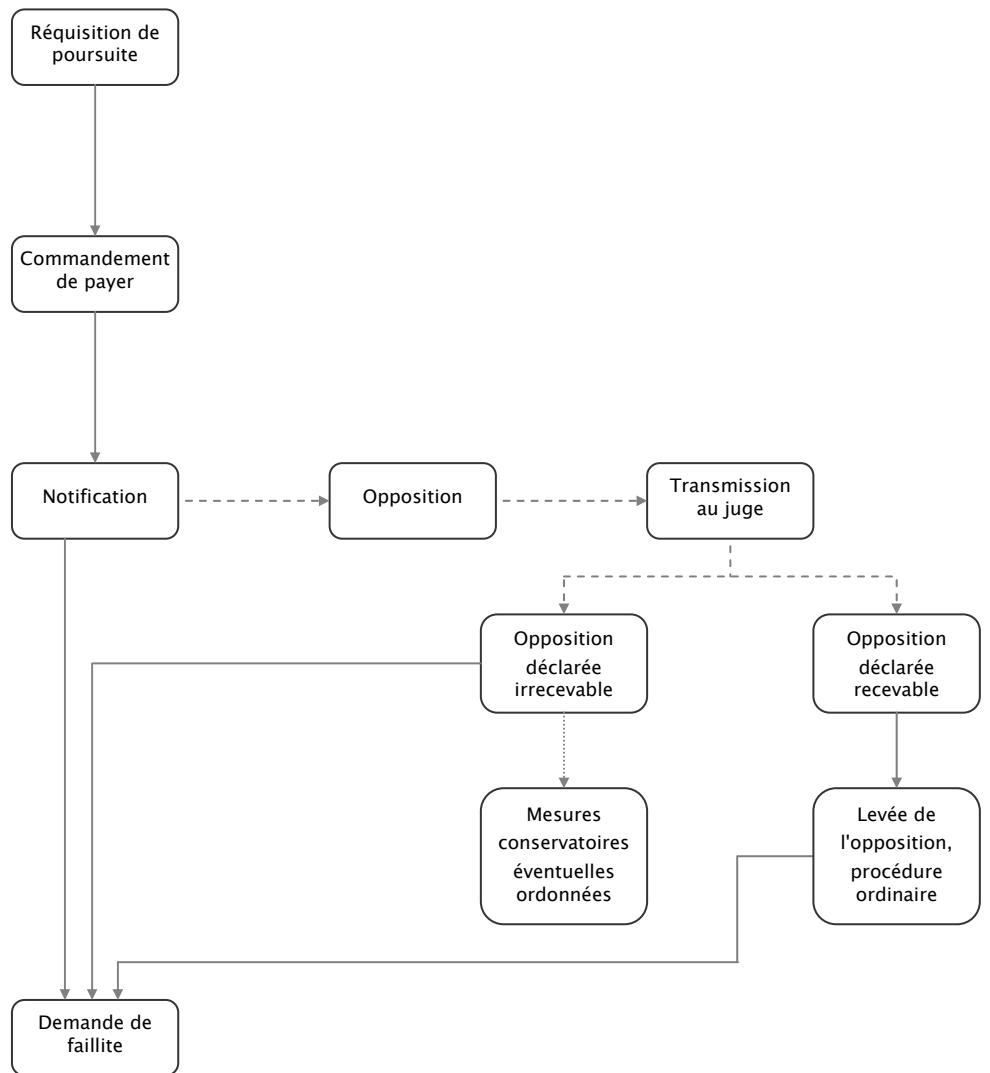 Réquisition de
poursuite
Commandement
de payer
Notification
Opposition
Transmission
au juge
Opposition
déclarée
irrecevable
Opposition
déclarée
recevable
Mesures
conservatoires
éventuelles
ordonnées
Levée de
l'opposition,
procédure
ordinaire
Demande de
faillite